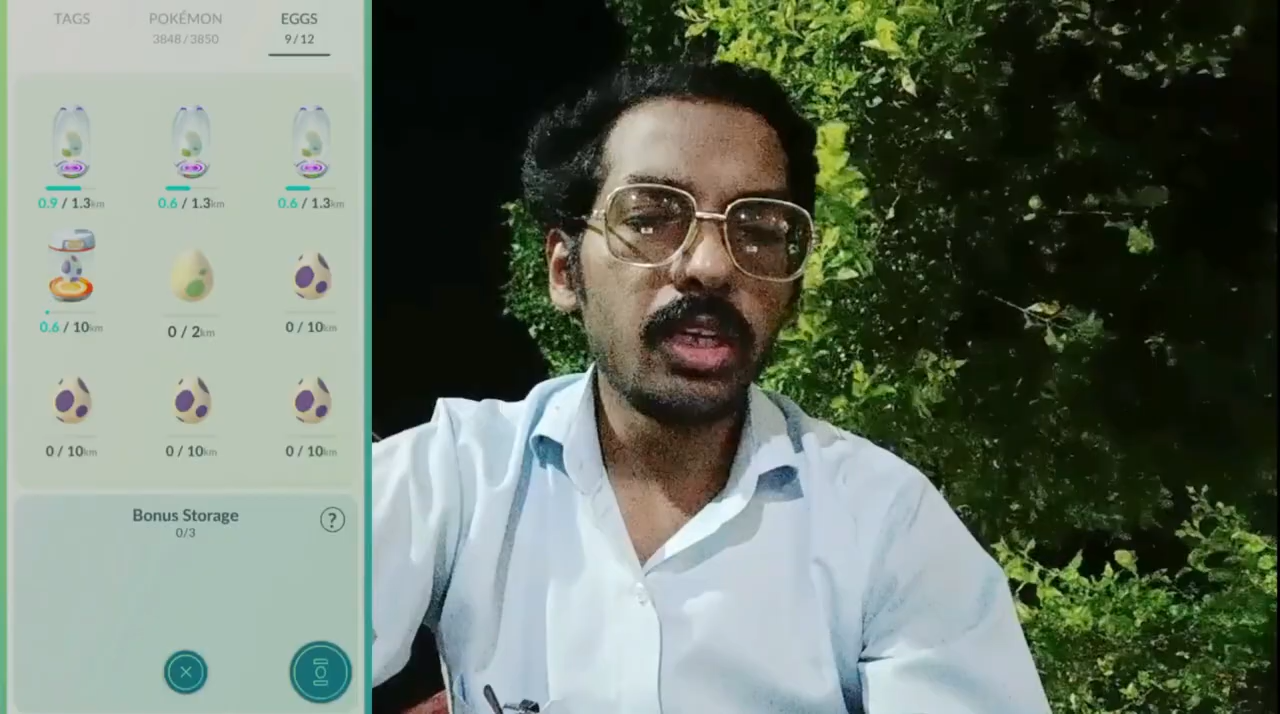 TAGS POKÉMON EGGS
3848/3850 9/12
0.9 / 1.3km 0.6 / 1.3km 0.6 / 1.3km
0.6 / 10km 0 / 2km 0 / 10km
0 / 10km 0 / 10km 0 / 10km
Bonus Storage
?
0/3